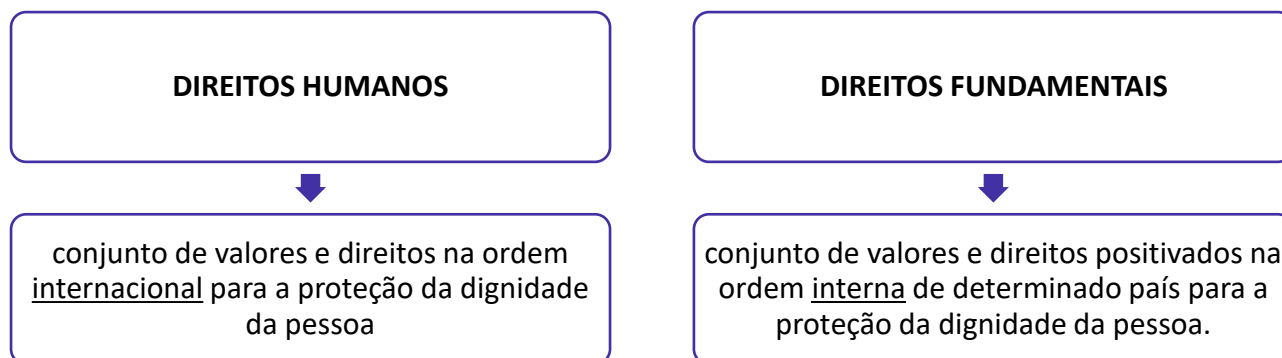 DIREITOS HUMANOS
conjunto de valores e direitos na ordem
internacional para a proteção da dignidade
da pessoa
DIREITOS FUNDAMENTAIS
conjunto de valores e direitos positivados na
ordem interna de determinado país para a
proteção da dignidade da pessoa.